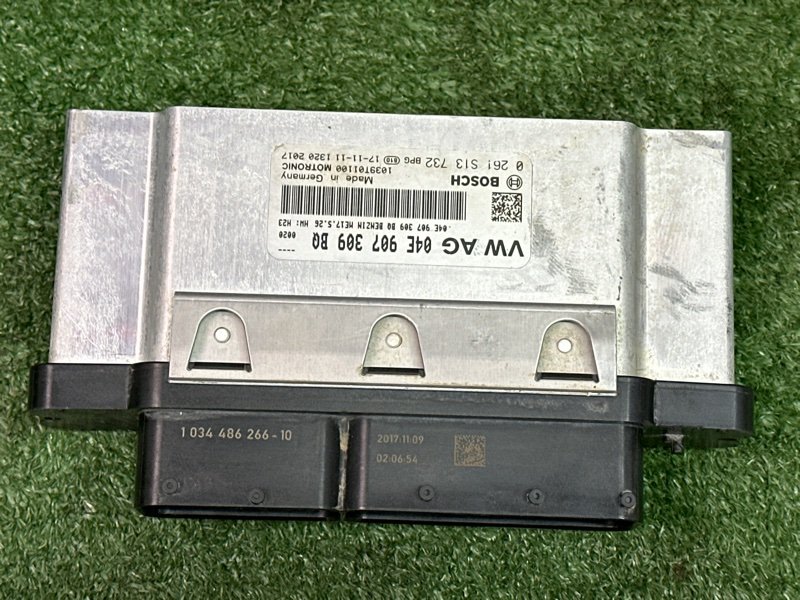 VW AG 04E 907 309 BQ
0020 ----
.04E 907 309 BQ BENZIN ME17.5.26 HW: H23
BOSCH
Made in Germany
1039T01100 MOTRONIC
0 261 S13 732 BPG 010 17-11-11 1320 2017
1 034 486 266-10
2017.11.09
02:06:54